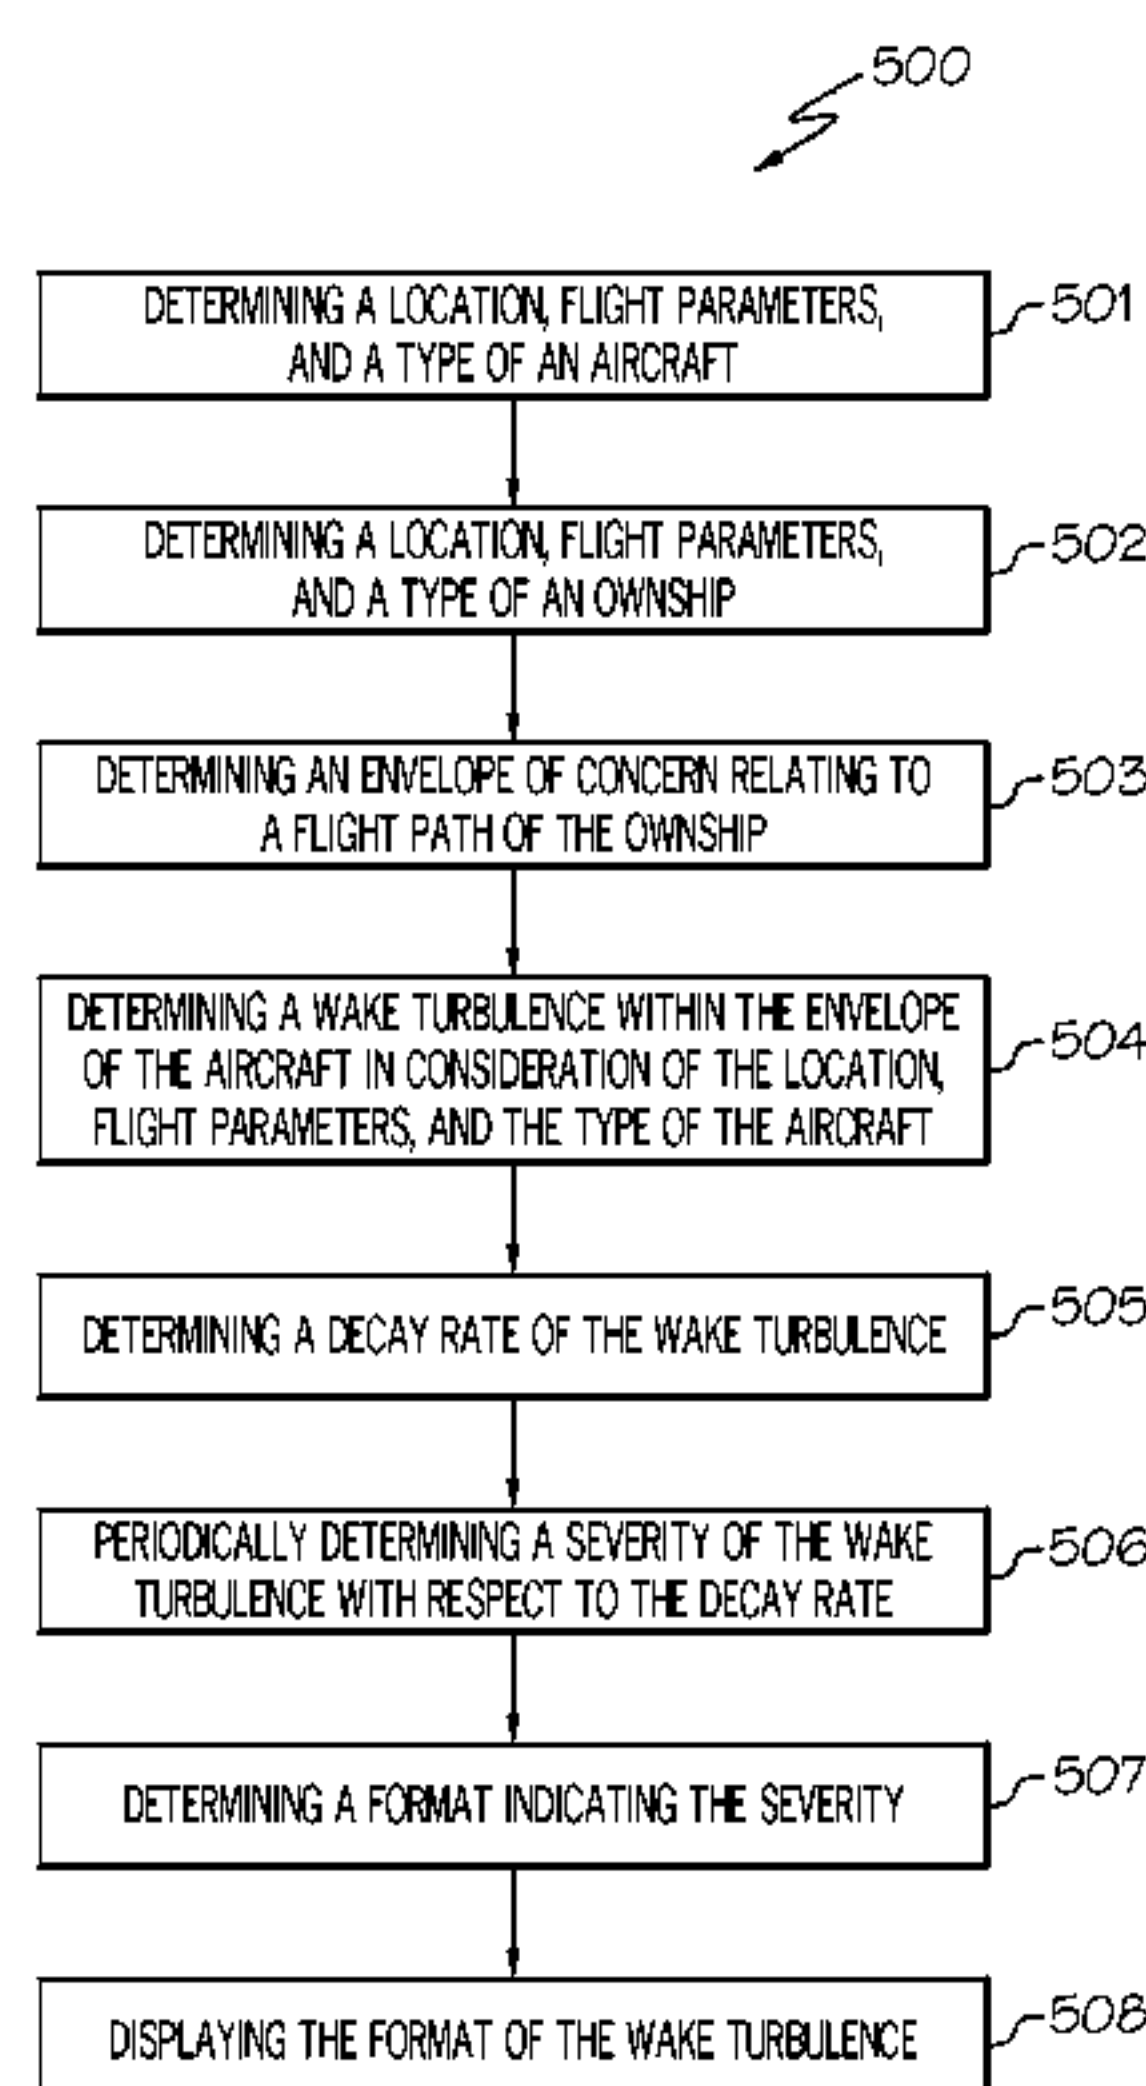 500
DETERMINING A LOCATION, FLIGHT PARAMETERS,
AND A TYPE OF AN AIRCRAFT
501
DETERMINING A LOCATION, FLIGHT PARAMETERS,
AND A TYPE OF AN OWNSHIP
502
DETERMINING AN ENVELOPE OF CONCERN RELATING TO
A FLIGHT PATH OF THE OWNSHIP
503
DETERMINING A WAKE TURBULENCE WITHIN THE ENVELOPE
OF THE AIRCRAFT IN CONSIDERATION OF THE LOCATION,
FLIGHT PARAMETERS, AND THE TYPE OF THE AIRCRAFT
504
DETERMINING A DECAY RATE OF THE WAKE TURBULENCE
505
PERIODICALLY DETERMINING A SEVERITY OF THE WAKE
TURBULENCE WITH RESPECT TO THE DECAY RATE
506
DETERMINING A FORMAT INDICATING THE SEVERITY
507
DISPLAYING THE FORMAT OF THE WAKE TURBULENCE
508